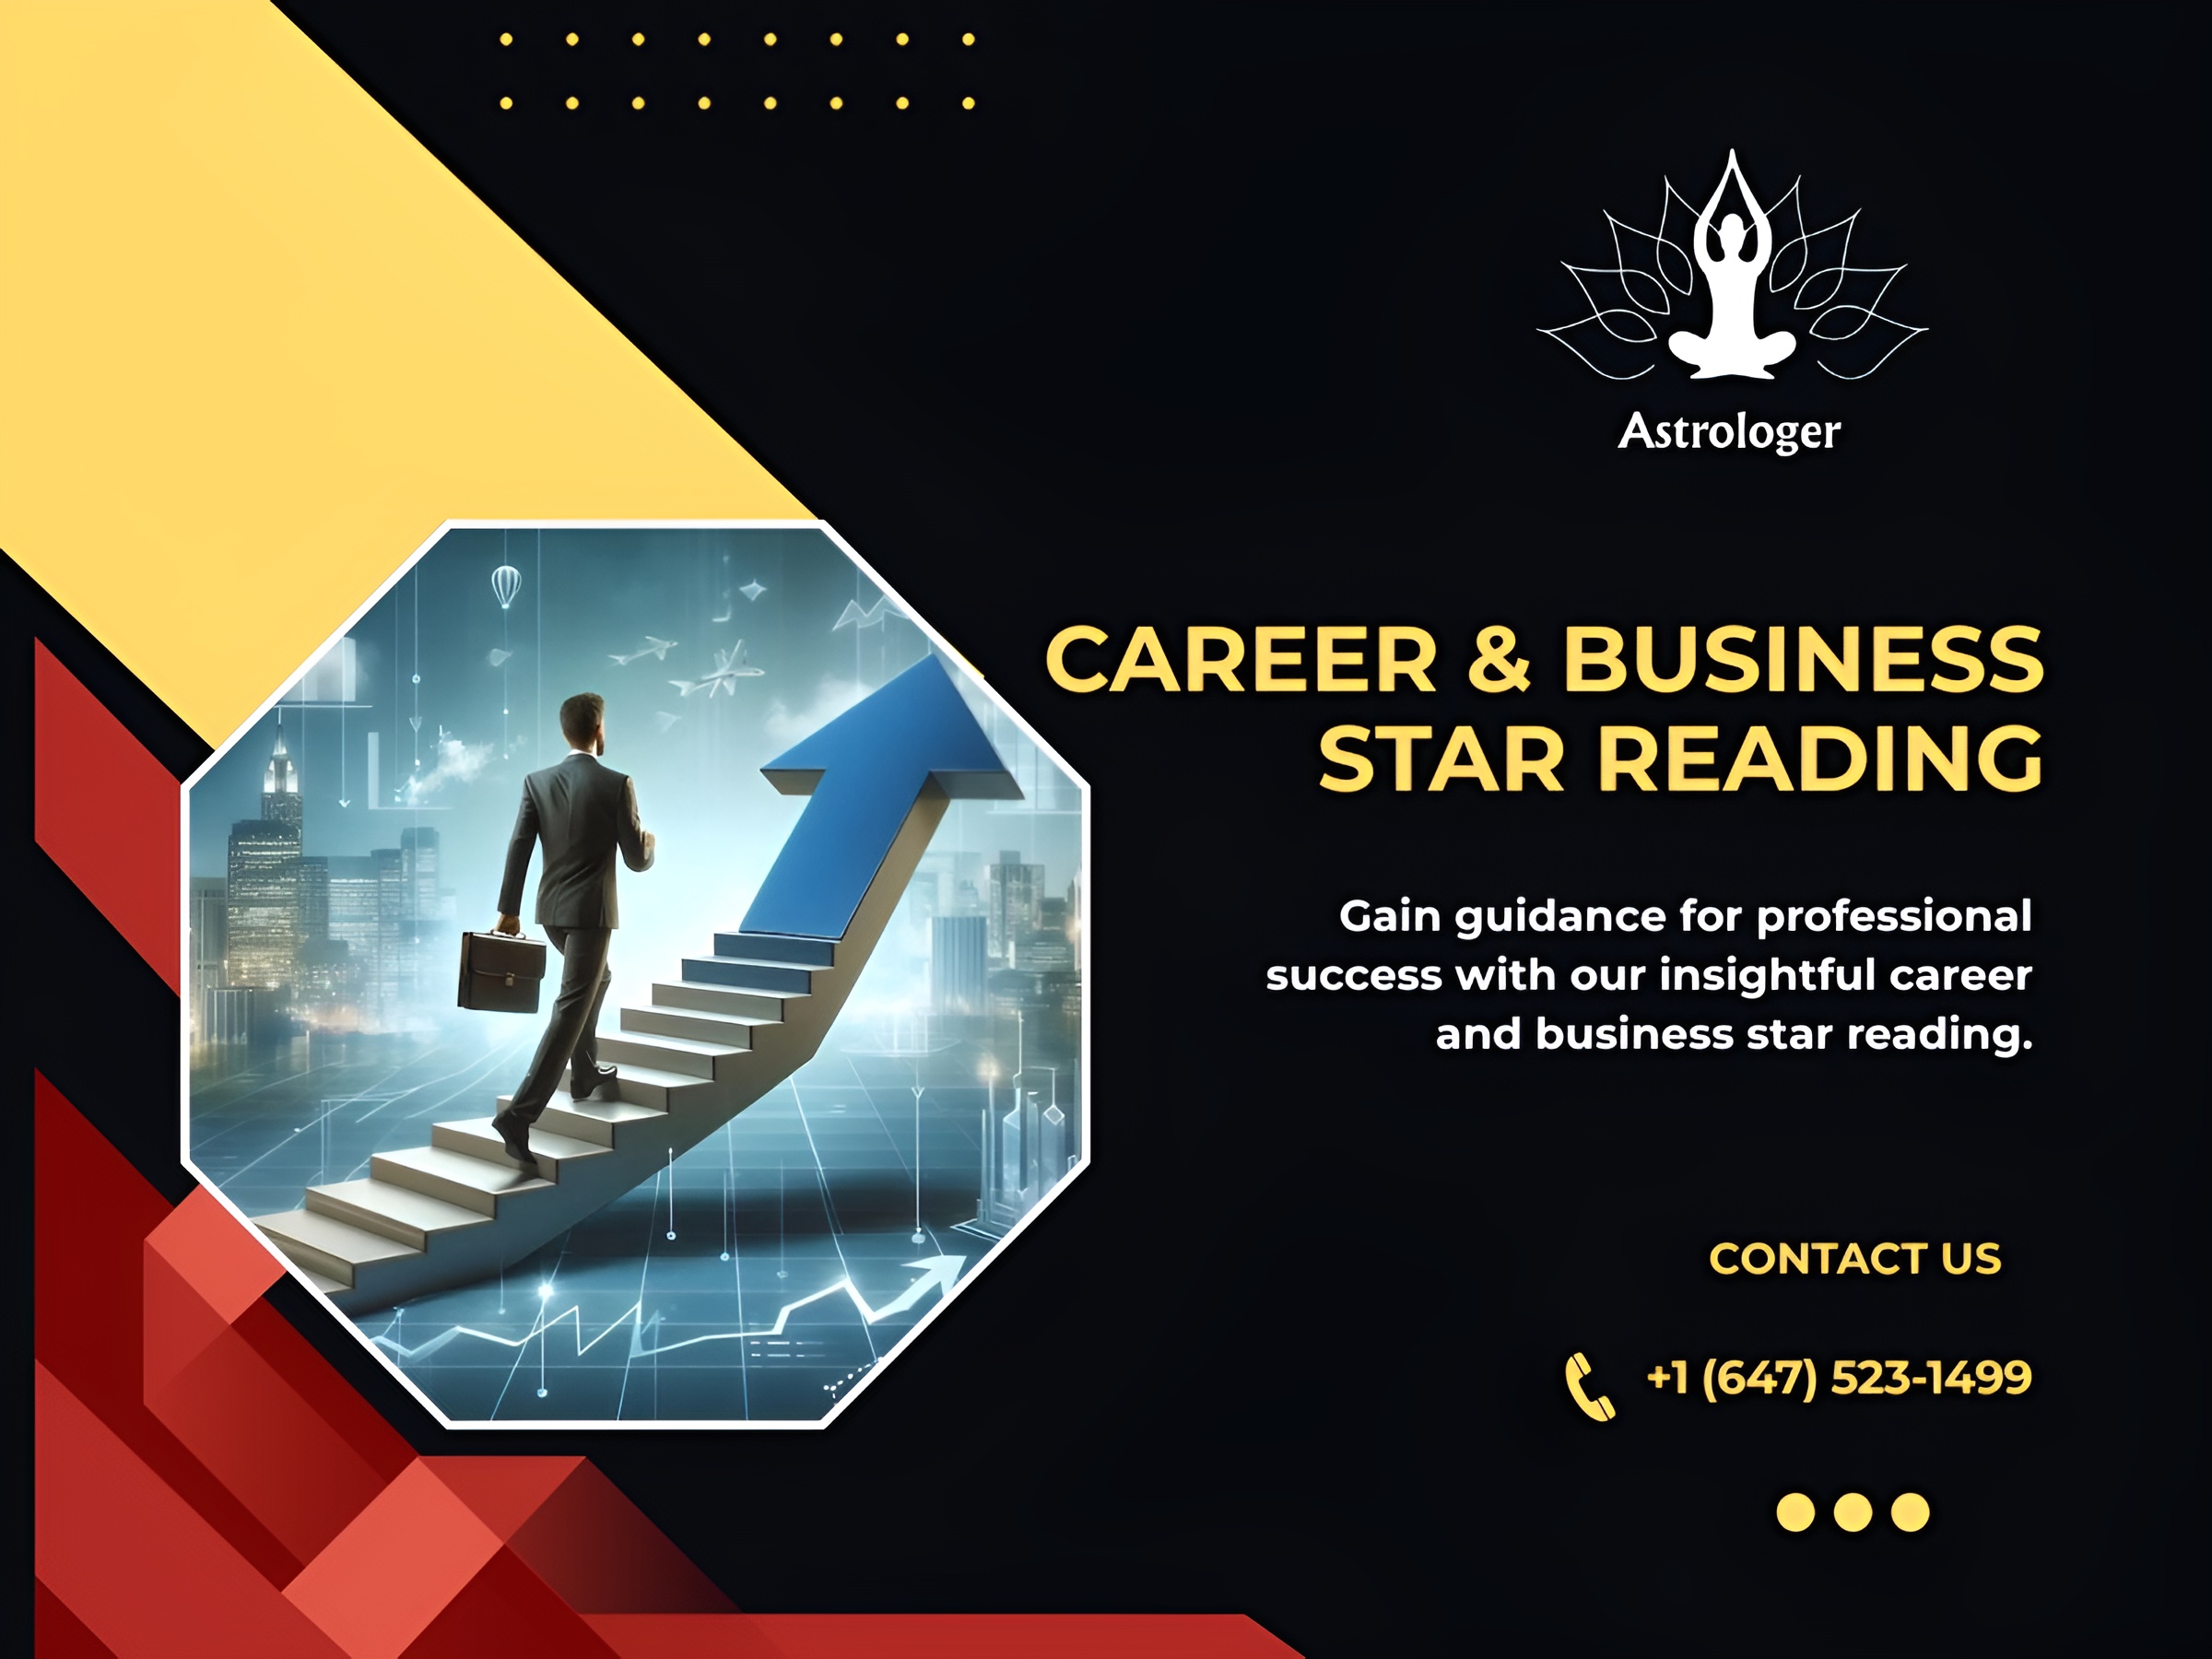 Astrologer
CAREER & BUSINESS
STAR READING
Gain guidance for professional
success with our insightful career
and business star reading.
CONTACT US
+1 (647) 523-1499